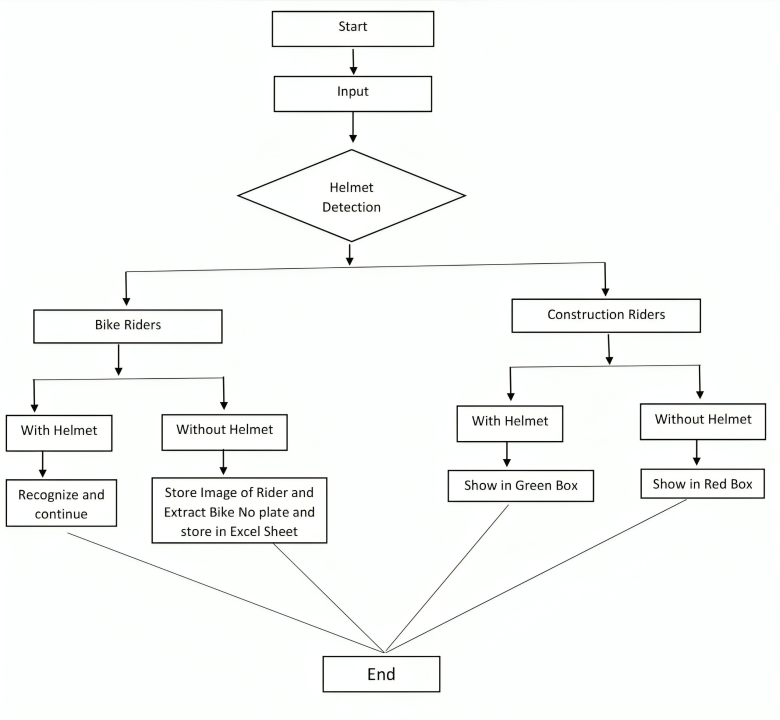 Start
Input
Helmet
Detection
Bike Riders
Construction Riders
With Helmet
Without Helmet
With Helmet
Without Helmet
Recognize and
continue
Store Image of Rider and
Extract Bike No plate and
store in Excel Sheet
Show in Green Box
Show in Red Box
End